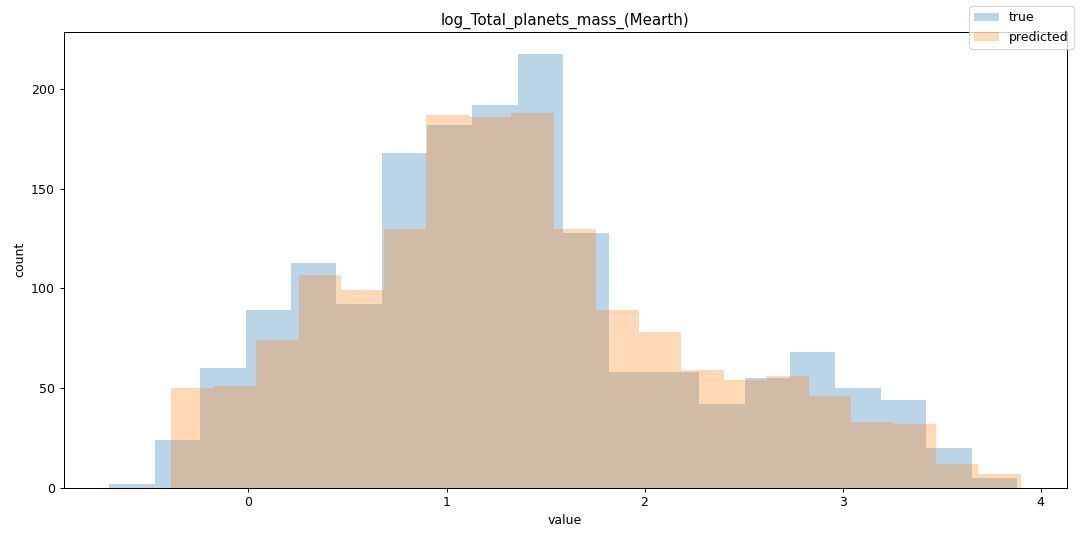 log_Total_planets_mass_(Mearth)
true
predicted
200
150
100
50
0
count
0 1 2 3 4
value